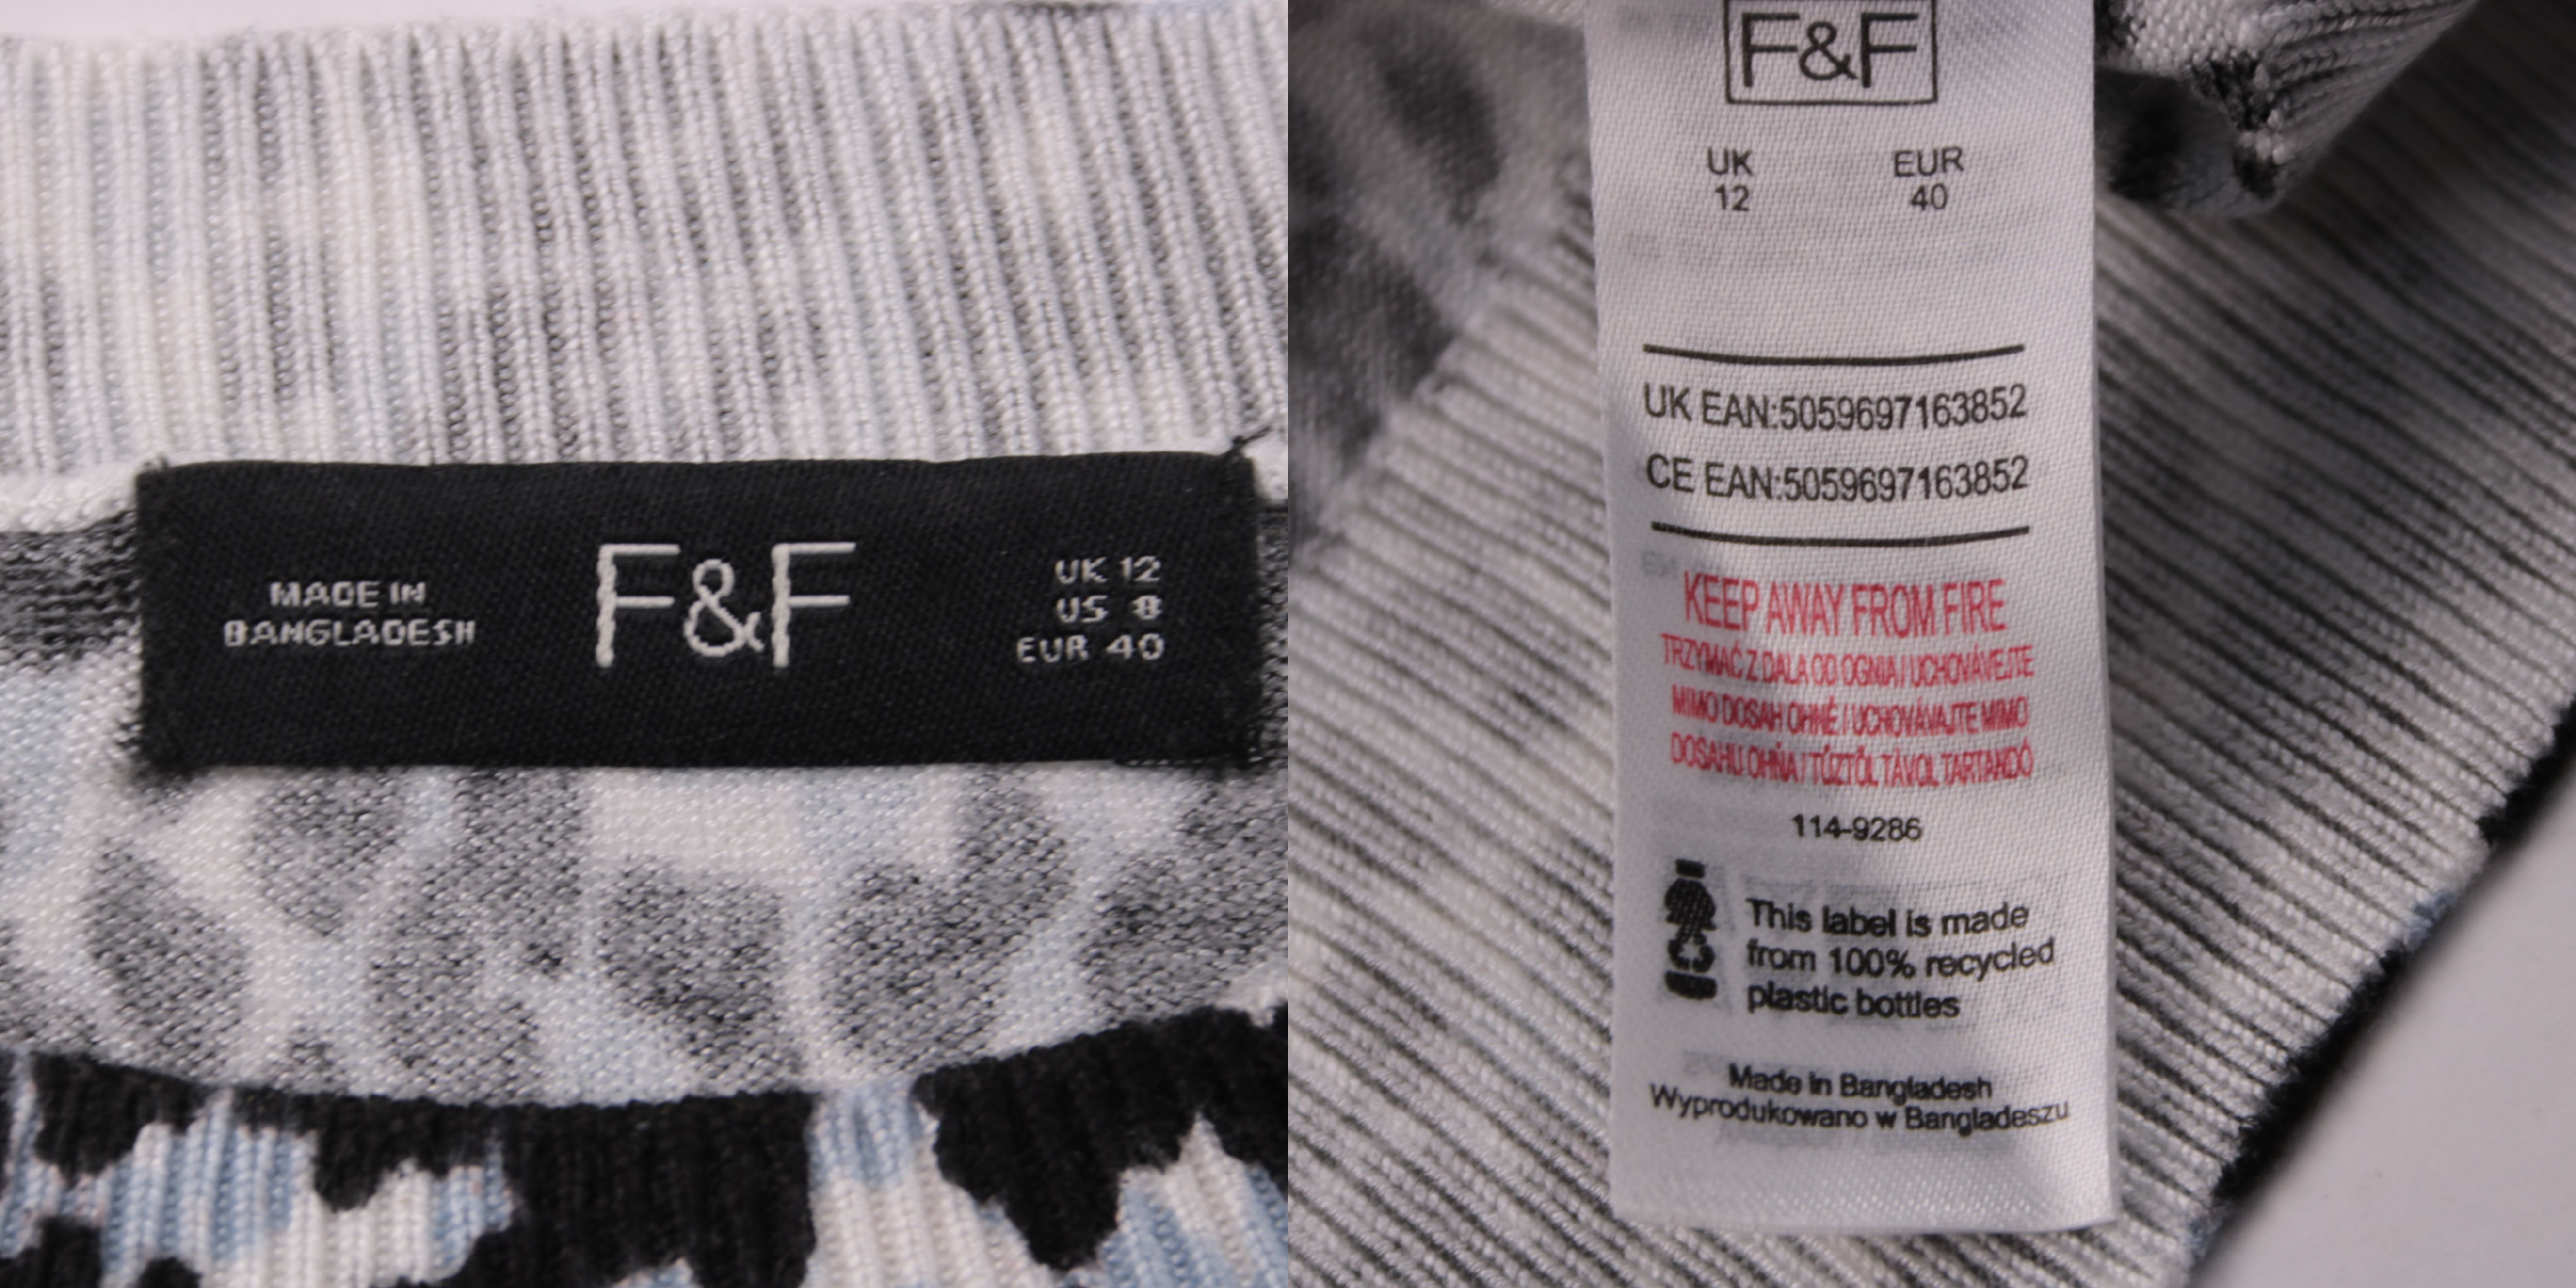 MADE IN
BANGLADESH
F&F
UK 12
US 8
EUR 40
F&F
UK EUR
12 40
UK EAN:5059697163852
CE EAN:5059697163852
KEEP AWAY FROM FIRE
TRZYMAĆ Z DALA OD OGNIA / UCHOVÁVEJTE
MIMO DOSAH OHNĚ / UCHOVÁVAJTE MIMO
DOSAHU OHŇA / TŰZTŐL TÁVOL TARTANDÓ
114-9286
This label is made
from 100% recycled
plastic bottles
Made in Bangladesh
Wyprodukowano w Bangladeszu